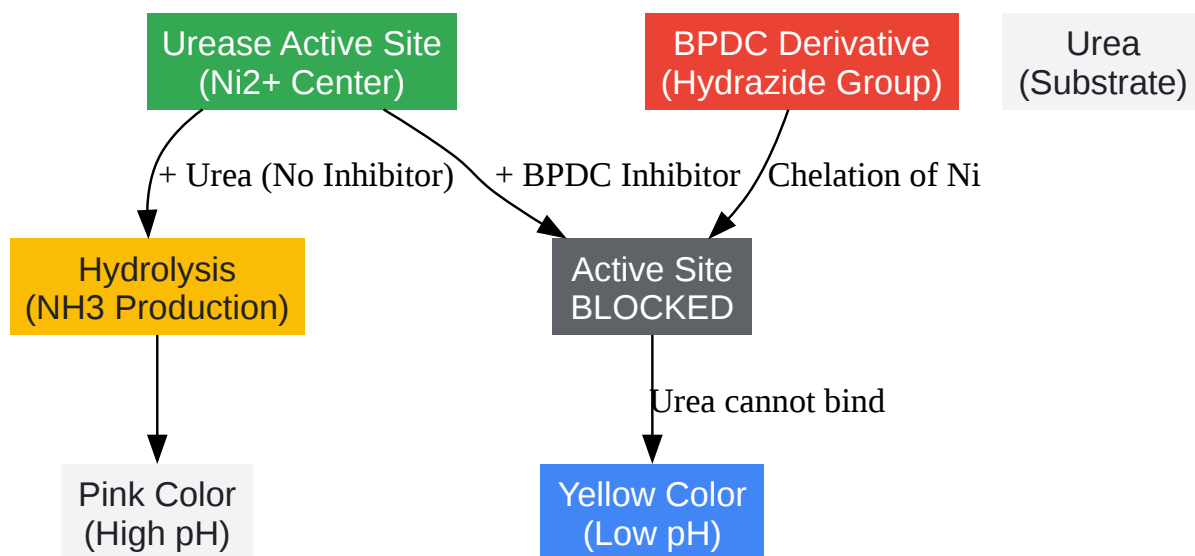 Urease Active Site
(Ni2+ Center)
BPDC Derivative
(Hydrazide Group)
Urea
(Substrate)
+ Urea (No Inhibitor)
+ BPDC Inhibitor
Chelation of Ni
Hydrolysis
(NH3 Production)
Active Site
BLOCKED
Urea cannot bind
Pink Color
(High pH)
Yellow Color
(Low pH)